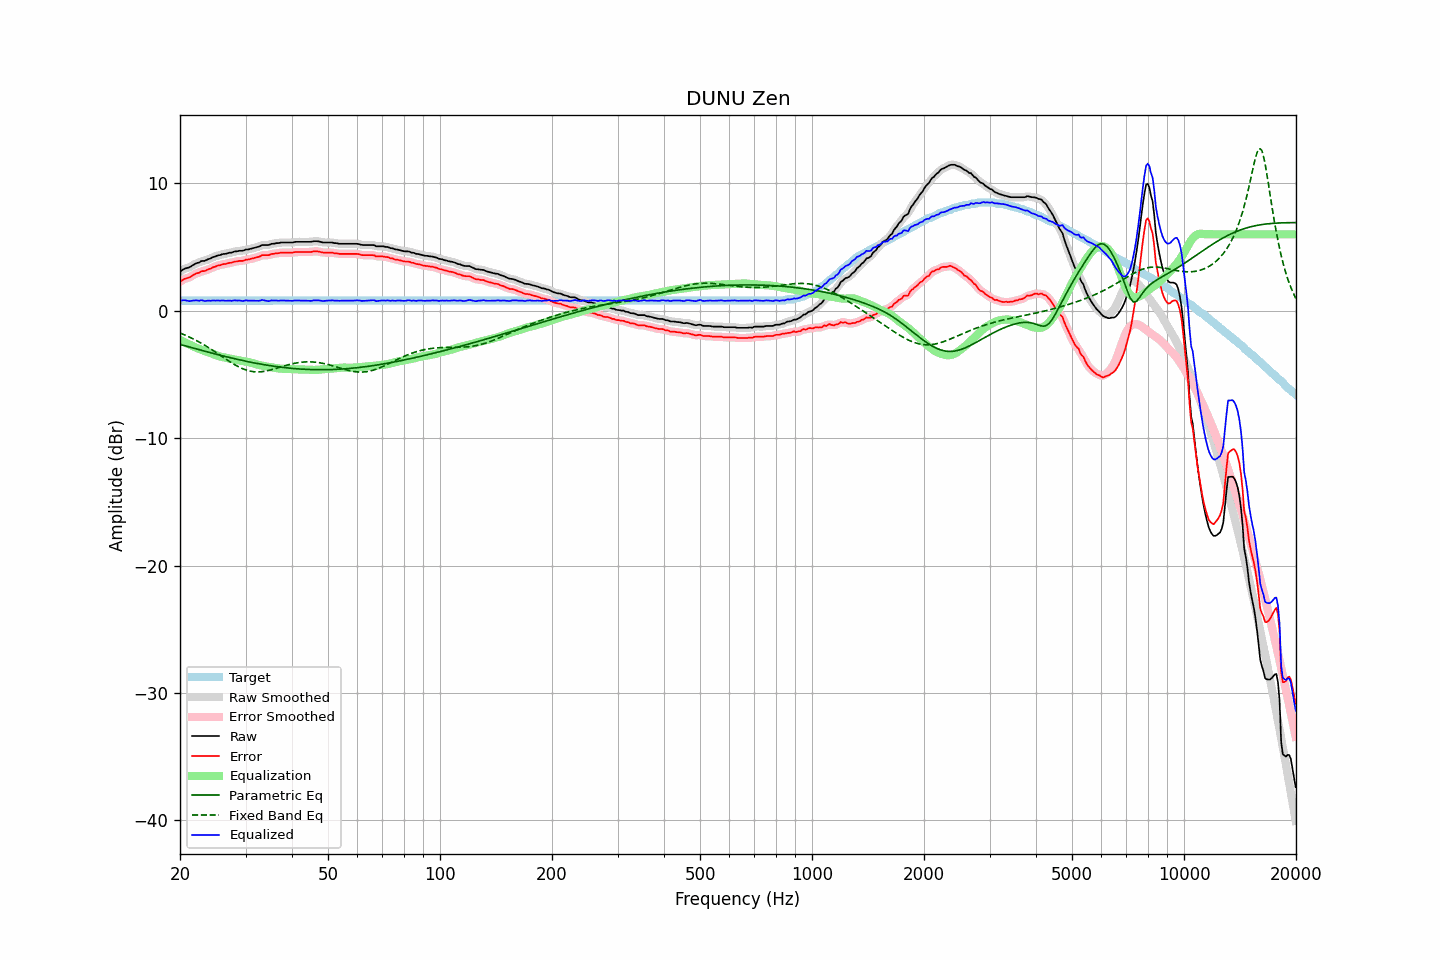 DUNU Zen
10
0
−10
−20
−30
−40
Amplitude (dBr)
Target
Raw Smoothed
Error Smoothed
Raw
Error
Equalization
Parametric Eq
Fixed Band Eq
Equalized
20 50 100 200 500 1000 2000 5000 10000 20000
Frequency (Hz)